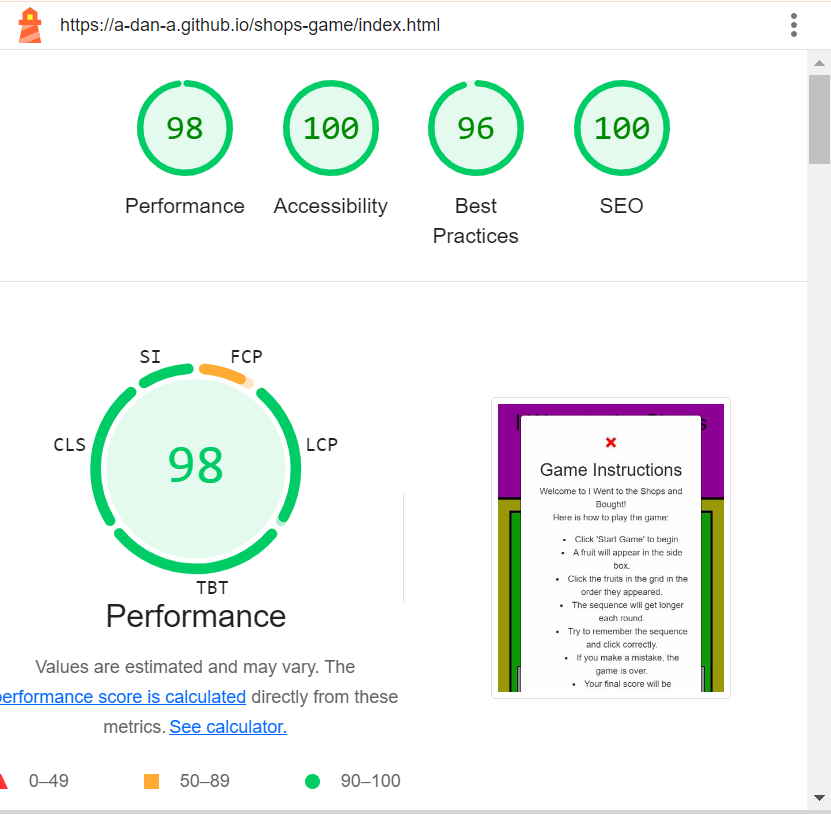 https://a-dan-a.github.io/shops-game/index.html
98
100
96
100
Performance
Accessibility
Best
Practices
SEO
SI
FCP
CLS
LCP
98
TBT
Performance
Values are estimated and may vary. The
performance score is calculated directly from these
metrics. See calculator.
0–49
50–89
90–100
Game Instructions
Welcome to I Went to the Shops and
Bought!
Here is how to play the game:
• Click 'Start Game' to begin.
• A fruit will appear in the side
box.
• Click the fruits in the grid in the
order they appeared.
• The sequence will get longer
each round.
• Try to remember the sequence
and click correctly.
• If you make a mistake, the
game is over.
• Your final score will be